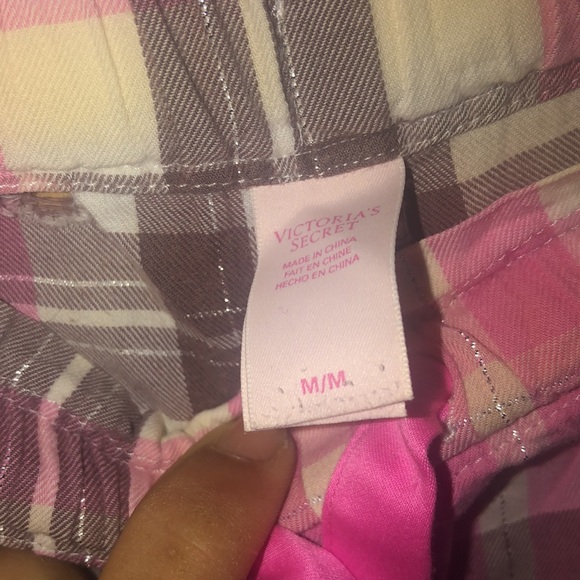 VICTORIA'S
SECRET
MADE IN CHINA
FAIT EN CHINE
HECHO EN CHINA
M/M